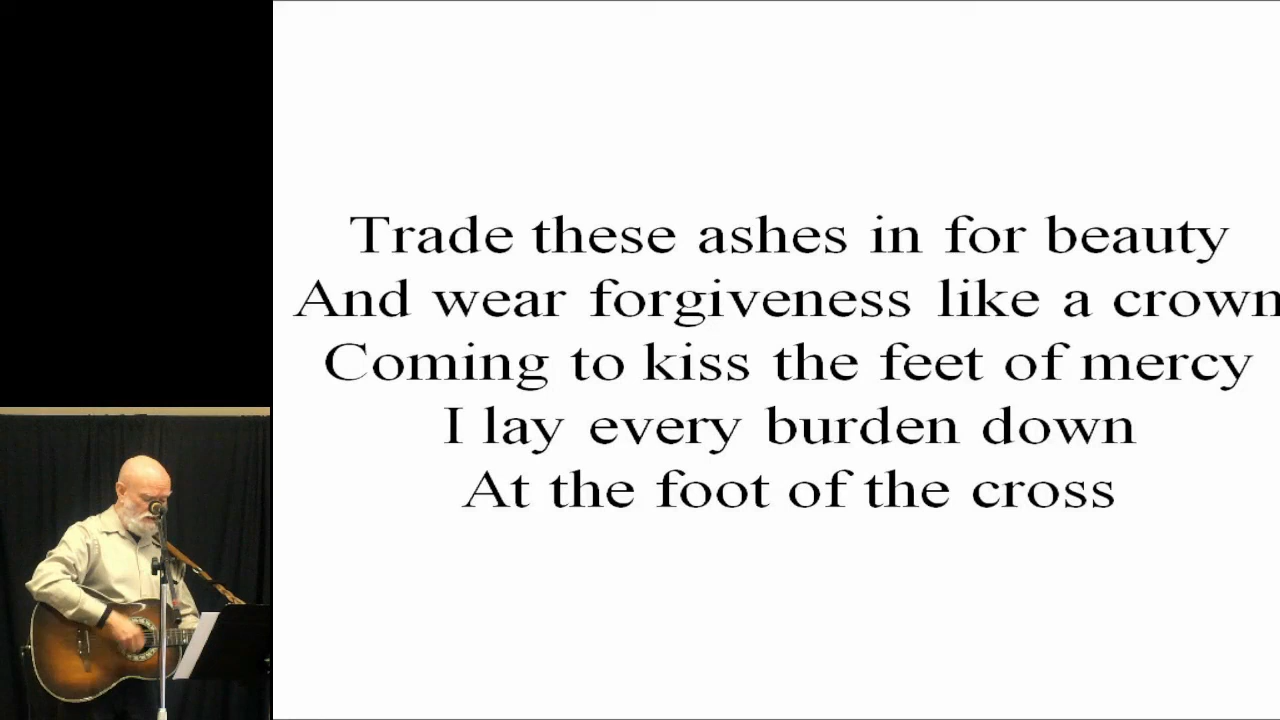 Trade these ashes in for beauty
And wear forgiveness like a crown
Coming to kiss the feet of mercy
I lay every burden down
At the foot of the cross